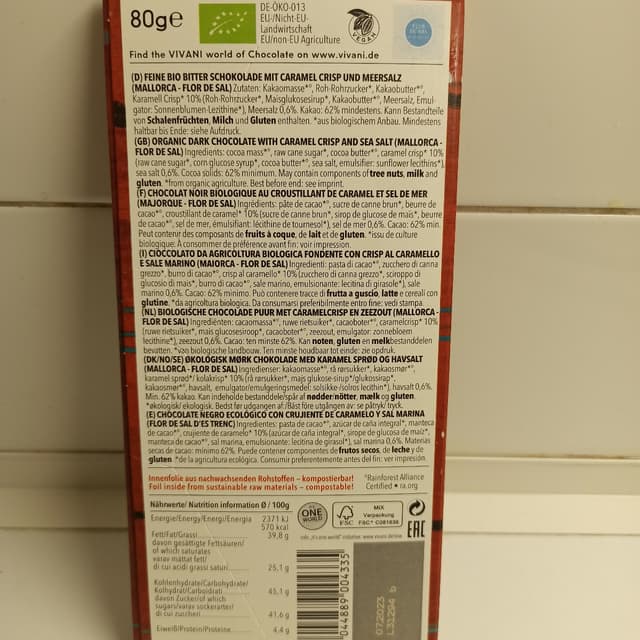 80g℮
DE-ÖKO-013
EU-/Nicht-EU-
Landwirtschaft
EU/non-EU Agriculture
VEGAN
Find the VIVANI world of Chocolate on www.vivani.de
(D) FEINE BIO BITTER SCHOKOLADE MIT CARAMEL CRISP UND MEERSALZ
(MALLORCA - FLOR DE SAL) Zutaten: Kakaomasse*°, Roh-Rohrzucker*, Kakaobutter*°,
Karamell Crisp* 10% (Roh-Rohrzucker*, Maisglukosesirup*, Kakaobutter*°, Meersalz, Emul-
gator: Sonnenblumen-Lezithine*), Meersalz 0,6%. Kakao: 62% mindestens. Kann Bestandteile
von Schalenfrüchten, Milch und Gluten enthalten. *aus biologischem Anbau. Mindestens
haltbar bis Ende: siehe Aufdruck.
(GB) ORGANIC DARK CHOCOLATE WITH CARAMEL CRISP AND SEA SALT (MALLORCA -
FLOR DE SAL) Ingredients: cocoa mass*°, raw cane sugar*, cocoa butter*°, caramel crisp* 10%
(raw cane sugar*, corn glucose syrup*, cocoa butter*°, sea salt, emulsifier: sunflower lecithins*),
sea salt 0,6%. Cocoa solids: 62% minimum. May contain components of tree nuts, milk and
gluten. *from organic agriculture. Best before end: see imprint.
(F) CHOCOLAT NOIR BIOLOGIQUE AU CROUSTILLANT DE CARAMEL ET SEL DE MER
(MAJORQUE - FLOR DE SAL) Ingrédients: pâte de cacao*°, sucre de canne brun*, beurre de
cacao*°, croustillant de caramel* 10% (sucre de canne brun*, sirop de glucose de maïs*, beurre
de cacao*°, sel de mer, émulsifiant: lécithine de tournesol*), sel de mer 0,6%. Cacao: 62% min.
Peut contenir des composants de fruits à coque, de lait et de gluten. *issu de culture
biologique. À consommer de préférence avant fin: voir impression.
(I) CIOCCOLATO DA AGRICOLTURA BIOLOGICA FONDENTE CON CRISP AL CARAMELLO
E SALE MARINO (MAIORCA - FLOR DE SAL) Ingredienti: pasta di cacao*°, zucchero di canna
grezzo*, burro di cacao*°, crisp al caramello* 10% (zucchero di canna grezzo*, sciroppo di
glucosio di mais*, burro di cacao*°, sale marino, emulsionante: lecitina di girasole*), sale
marino 0,6%. Cacao: 62% minimo. Può contenere tracce di frutta a guscio, latte e cereali con
glutine. *da agricoltura biologica. Da consumarsi preferibilmente entro fine: vedi stampa.
(NL) BIOLOGISCHE CHOCOLADE PUUR MET CARAMELCRISP EN ZEEZOUT (MALLORCA -
FLOR DE SAL) Ingrediënten: cacaomassa*°, ruwe rietsuiker*, cacaoboter*°, caramelcrisp* 10%
(ruwe rietsuiker*, mais glucosesiroop*, cacaoboter*°, zeezout, emulgator: zonnebloem
lecithine*), zeezout 0,6%. Cacao: ten minste 62%. Kan noten, gluten en melkbestanddelen
bevatten. *van biologische landbouw. Ten minste houdbaar tot einde: zie opdruk.
(DK/NO/SE) ØKOLOGISK MØRK CHOKOLADE MED KARAMEL SPRØD OG HAVSALT
(MALLORCA - FLOR DE SAL) Ingredienser: kakaomasse*°, rå rørsukker*, kakaosmør*°,
karamel sprød*/ kolakrisp* 10% (rå rørsukker*, majs glukose-sirup*/glukossirap*,
kakaosmør*°, havsalt, emulgator/emulgeringsmedel: solsikke-/solros lecithin*), havsalt 0,6%.
Min. 62% kakao. Kan indeholde bestanddele/spår af nødder/nötter, mælk og gluten.
*økologisk/ ekologisk. Bedst før udgangen af:/Bäst före utgången av: se påtryk/ tryck.
(E) CHOCOLATE NEGRO ECOLÓGICO CON CRUJIENTE DE CARAMELO Y SAL MARINA
(FLOR DE SAL D'ES TRENC) Ingredientes: pasta de cacao*°, azúcar de caña integral*, manteca
de cacao*°, crujiente de caramelo* 10% (azúcar de caña integral*, sirope de glucosa de maíz*,
manteca de cacao*°, sal marina, emulsionante: lecitina de girasol*), sal marina 0,6%. Materias
secas de cacao: mínimo 62%. Puede contener componentes de frutos secos, de leche y de
gluten. *de la agricultura ecológica. Consumir preferentemente antes del fin: ver impresión.
Innenfolie aus nachwachsenden Rohstoffen – kompostierbar!
Foil inside from sustainable raw materials – compostable!
°Rainforest Alliance
Certified • ra.org
Nährwerte/ Nutrition information Ø / 100g
Energie/Energy/Energi/Energia 2371 kJ
570 kcal
Fett/Fat/Grassi 39,8 g
davon gesättigte Fettsäuren/
of which saturates
varav mättat fett/
di cui acidi grassi saturi 25,1 g
Kohlenhydrate/Carbohydrate/
Kolhydrat/Carboidrati 45,1 g
davon Zucker/of which
sugars/varav sockerarter/
di cui zuccheri 41,6 g
Eiweiß/Protein/Proteine 4,4 g
ONE
WORLD
FSC
MIX
Verpackung
FSC® C081636
EAC
044889 004335
07.2023
L31294 b